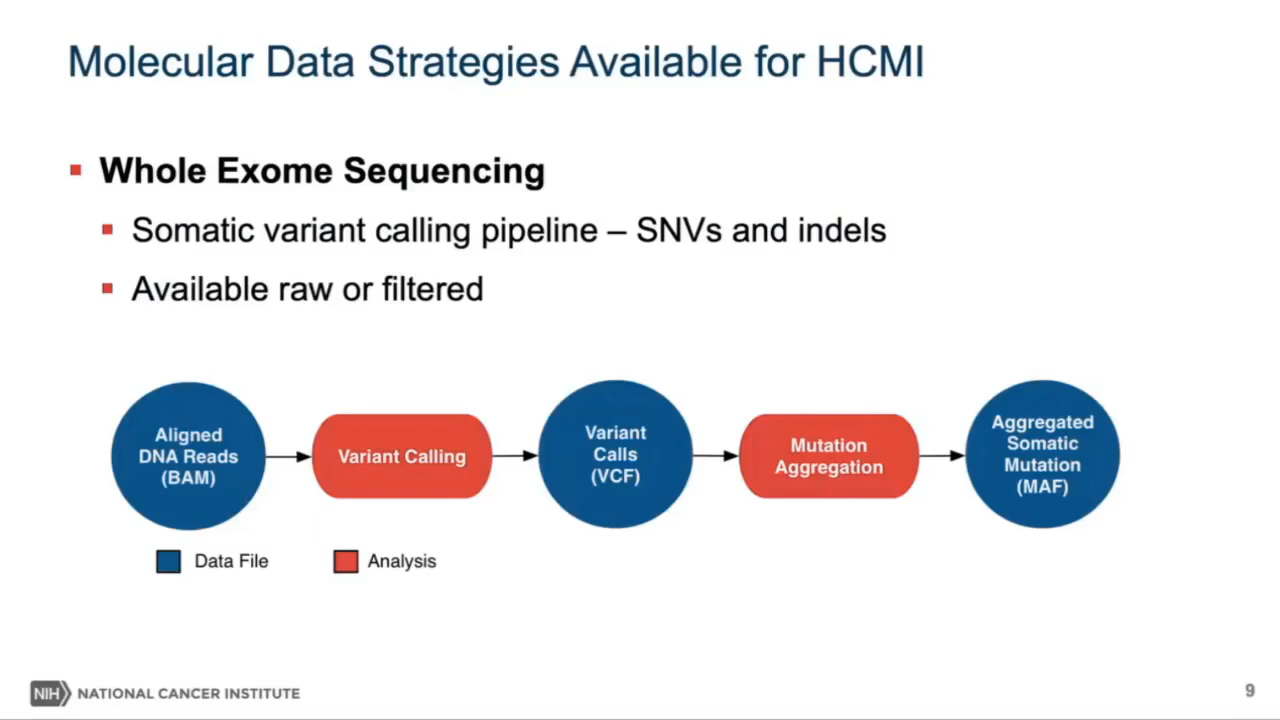 Molecular Data Strategies Available for HCMI
Whole Exome Sequencing
Somatic variant calling pipeline – SNVs and indels
Available raw or filtered
Aligned
DNA Reads
(BAM)
Variant Calling
Variant
Calls
(VCF)
Mutation
Aggregation
Aggregated
Somatic
Mutation
(MAF)
Data File
Analysis
NIH NATIONAL CANCER INSTITUTE
9